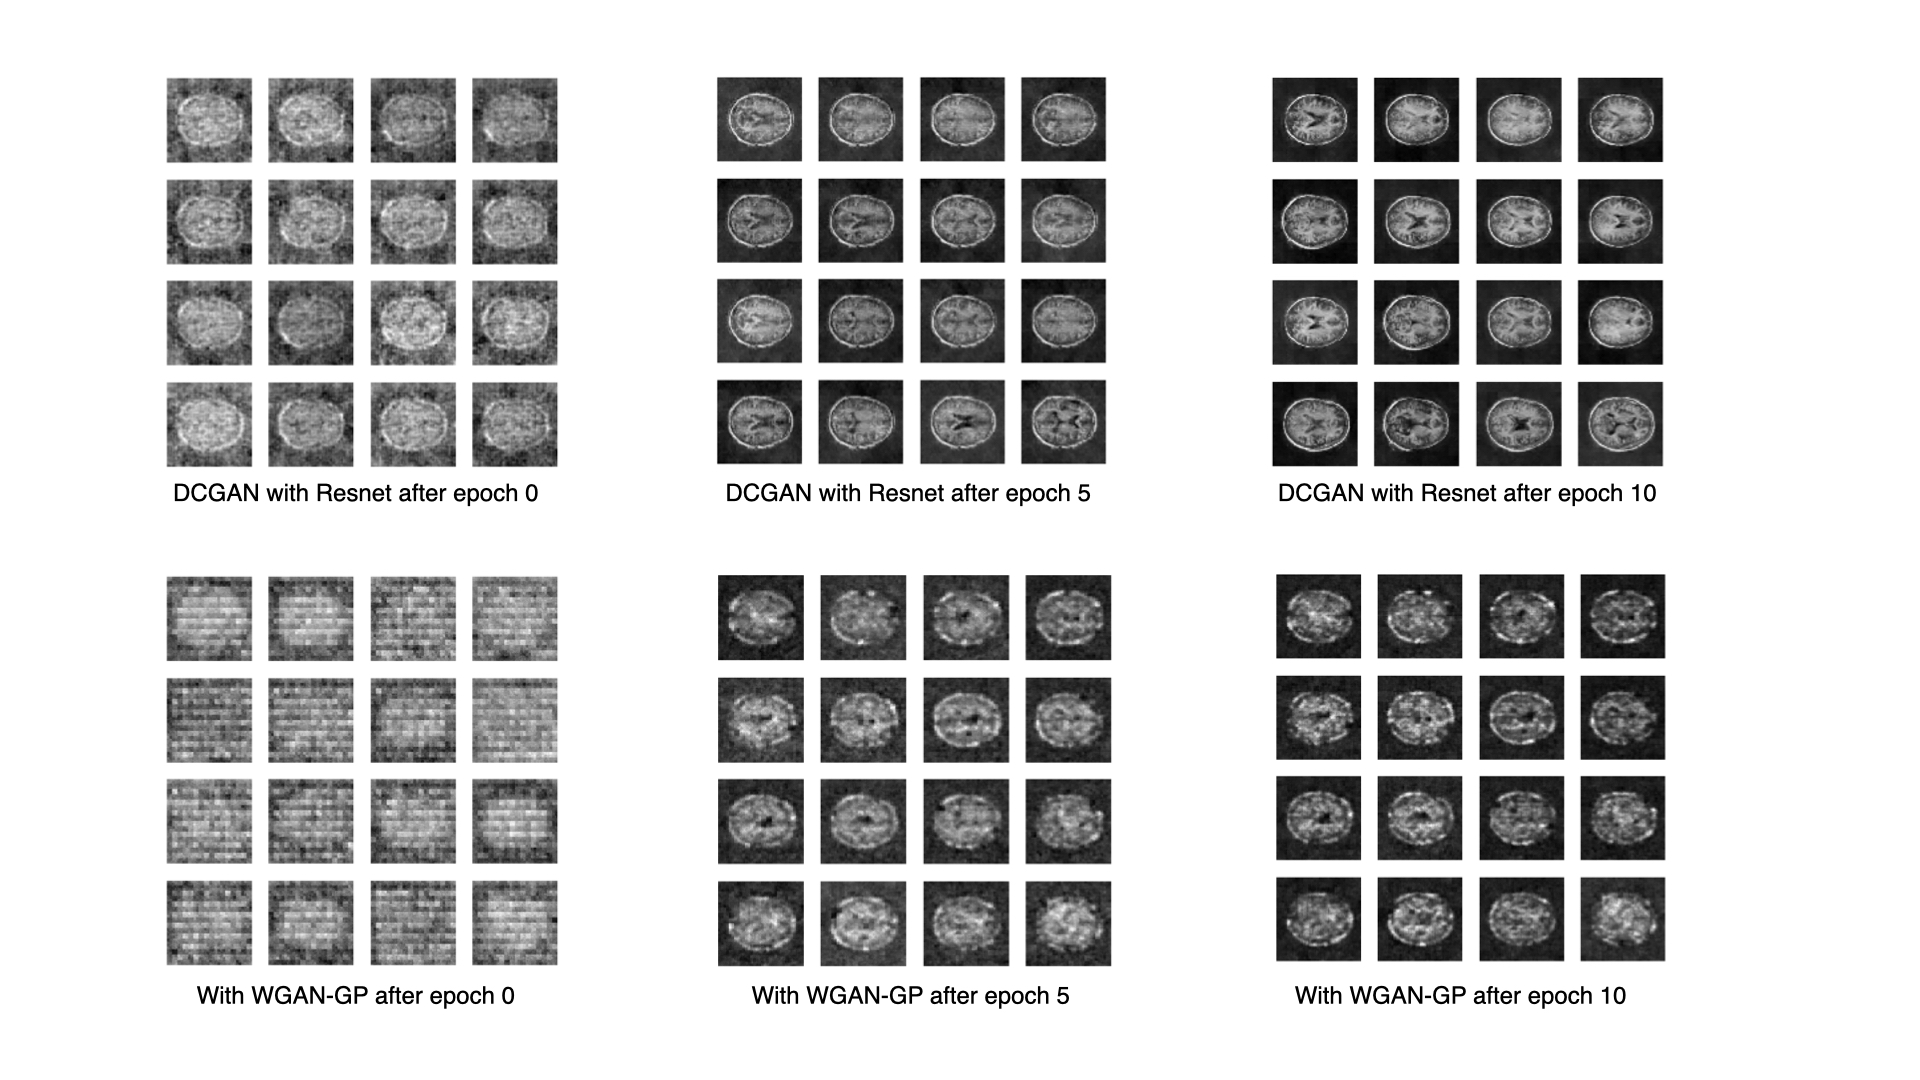 DCGAN with Resnet after epoch 0
DCGAN with Resnet after epoch 5
DCGAN with Resnet after epoch 10
With WGAN-GP after epoch 0
With WGAN-GP after epoch 5
With WGAN-GP after epoch 10